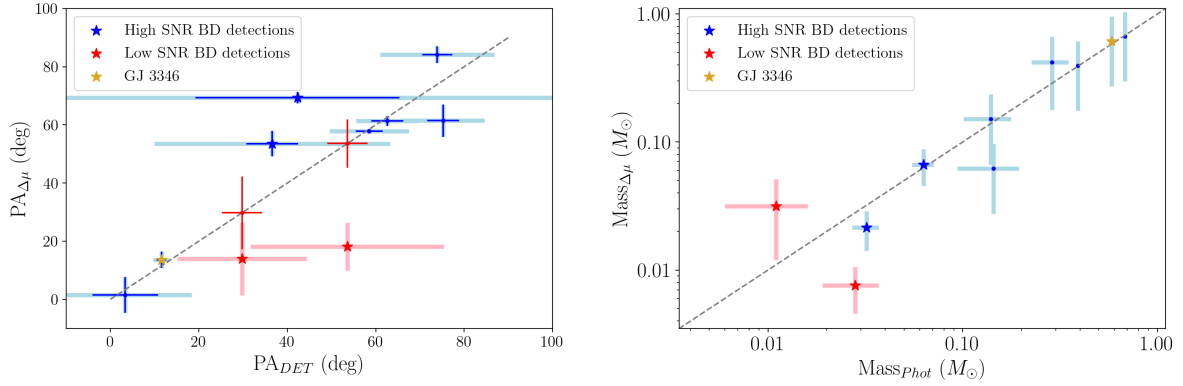 100
80
60
40
20
0
PA_{Δμ} (deg)
High SNR BD detections
Low SNR BD detections
GJ 3346
0 20 40 60 80 100
PA_{DET} (deg)
1.00
0.10
0.01
Mass_{Δμ} (M_⊙)
High SNR BD detections
Low SNR BD detections
GJ 3346
0.01 0.10 1.00
Mass_{Phot} (M_⊙)